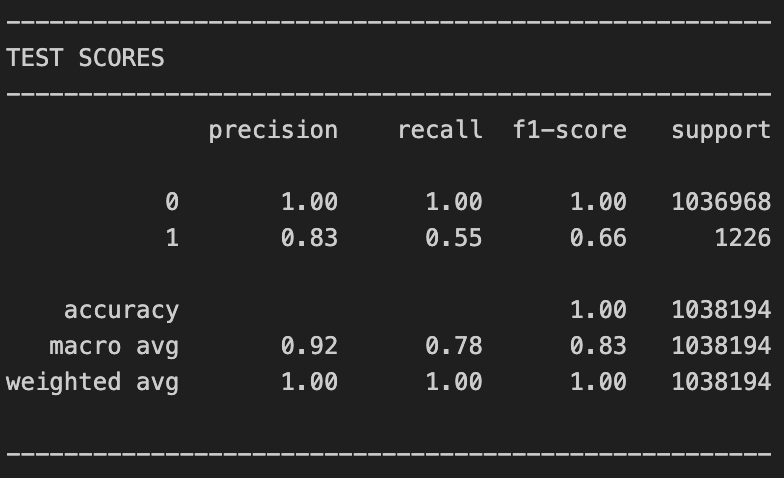 -----------------------------------------------------
TEST SCORES
-----------------------------------------------------
              precision    recall  f1-score   support

           0       1.00      1.00      1.00   1036968
           1       0.83      0.55      0.66      1226

    accuracy                           1.00   1038194
   macro avg       0.92      0.78      0.83   1038194
weighted avg       1.00      1.00      1.00   1038194

-----------------------------------------------------